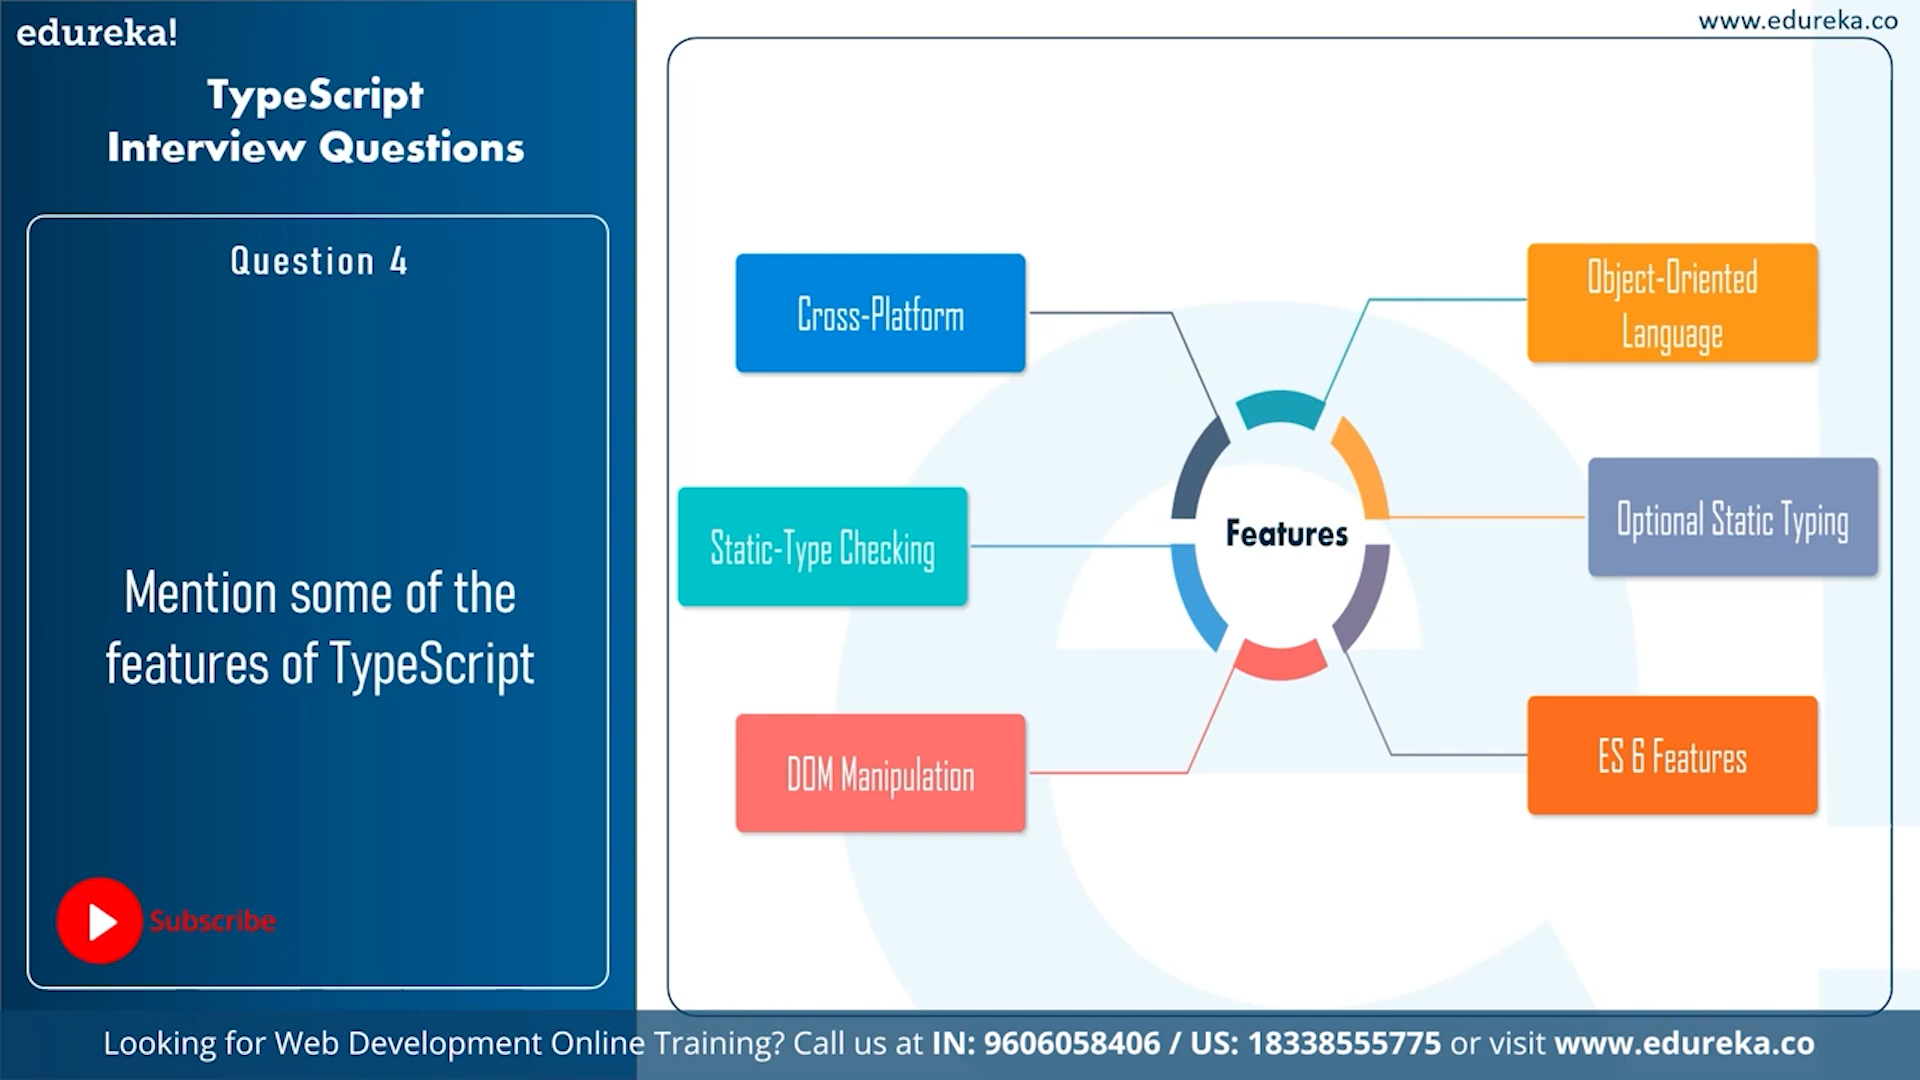 edureka!
www.edureka.co
TypeScript
Interview Questions
Question 4
Mention some of the
features of TypeScript
Subscribe
Cross-Platform
Object-Oriented
Language
Static-Type Checking
Features
Optional Static Typing
DOM Manipulation
ES 6 Features
Looking for Web Development Online Training? Call us at IN: 9606058406 / US: 18338555775 or visit www.edureka.co